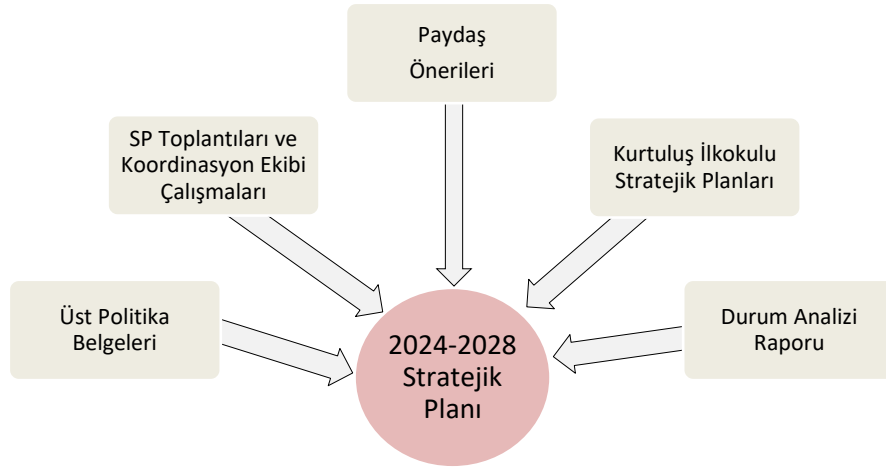 Paydaş
Önerileri
SP Toplantıları ve
Koordinasyon Ekibi
Çalışmaları
Kurtuluş İlkokulu
Stratejik Planları
Üst Politika
Belgeleri
Durum Analizi
Raporu
2024-2028
Stratejik
Planı